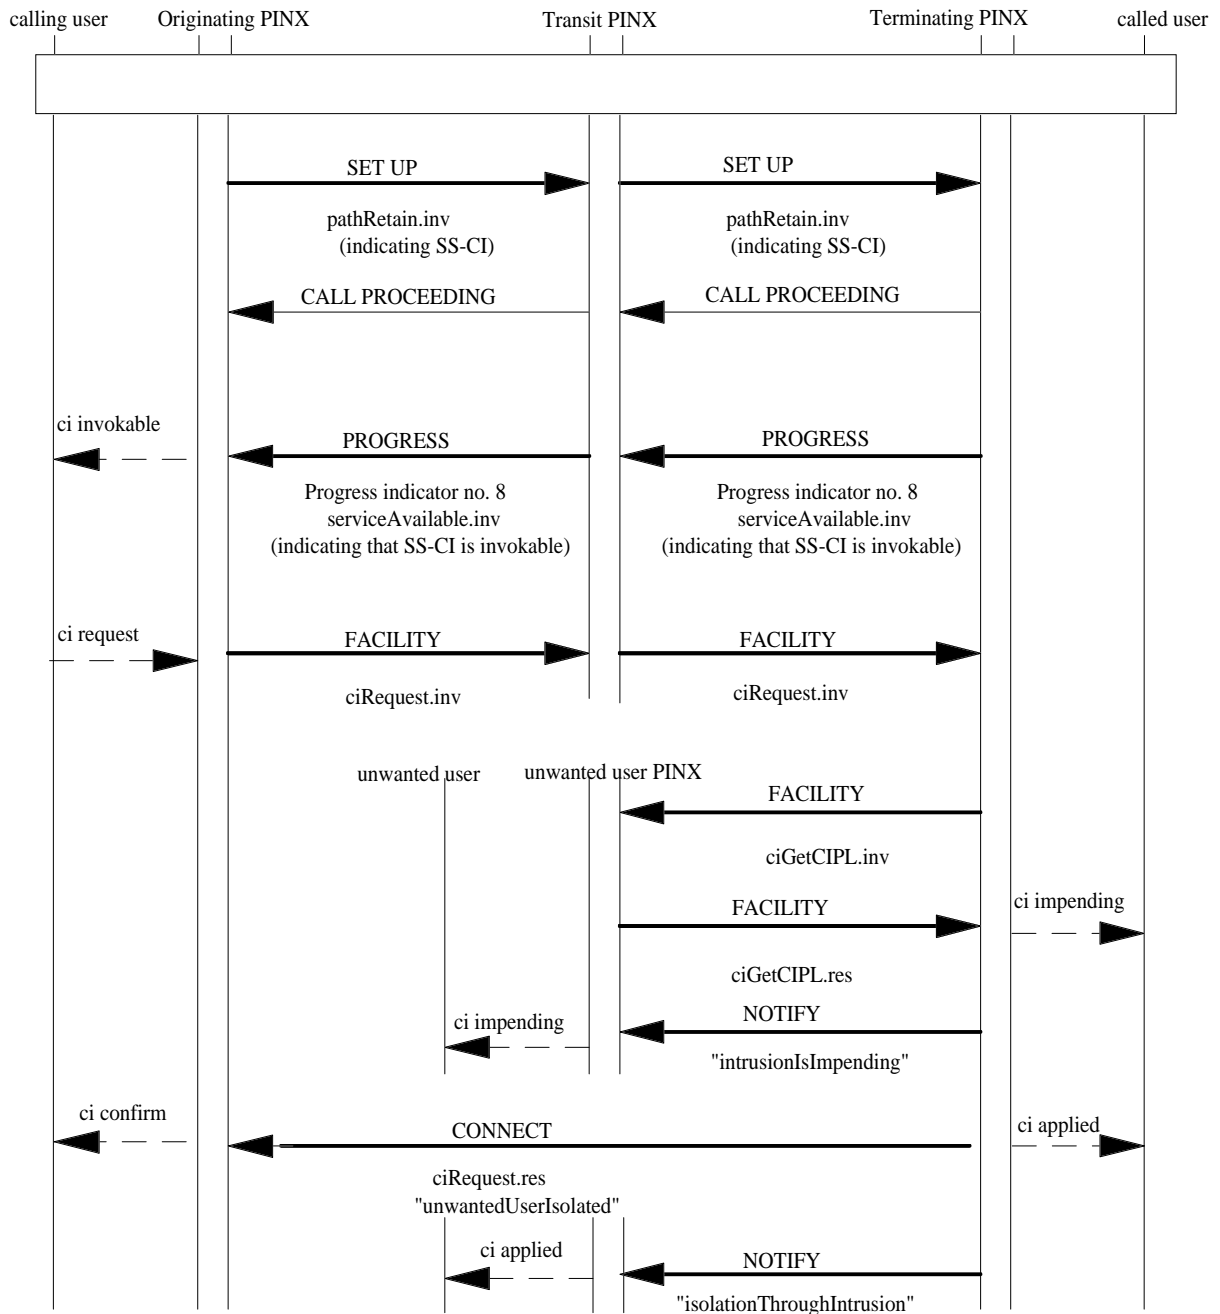 calling user Originating PINX Transit PINX Terminating PINX called user
SET UP SET UP
pathRetain.inv pathRetain.inv
(indicating SS-CI) (indicating SS-CI)
CALL PROCEEDING CALL PROCEEDING
ci invokable PROGRESS PROGRESS
Progress indicator no. 8 Progress indicator no. 8
serviceAvailable.inv serviceAvailable.inv
(indicating that SS-CI is invokable) (indicating that SS-CI is invokable)
ci request FACILITY FACILITY
ciRequest.inv ciRequest.inv
unwanted user unwanted user PINX
FACILITY
ciGetCIPL.inv
FACILITY ci impending
ciGetCIPL.res
ci impending NOTIFY
"intrusionIsImpending"
ci confirm CONNECT ci applied
ciRequest.res
"unwantedUserIsolated"
ci applied NOTIFY
"isolationThroughIntrusion"